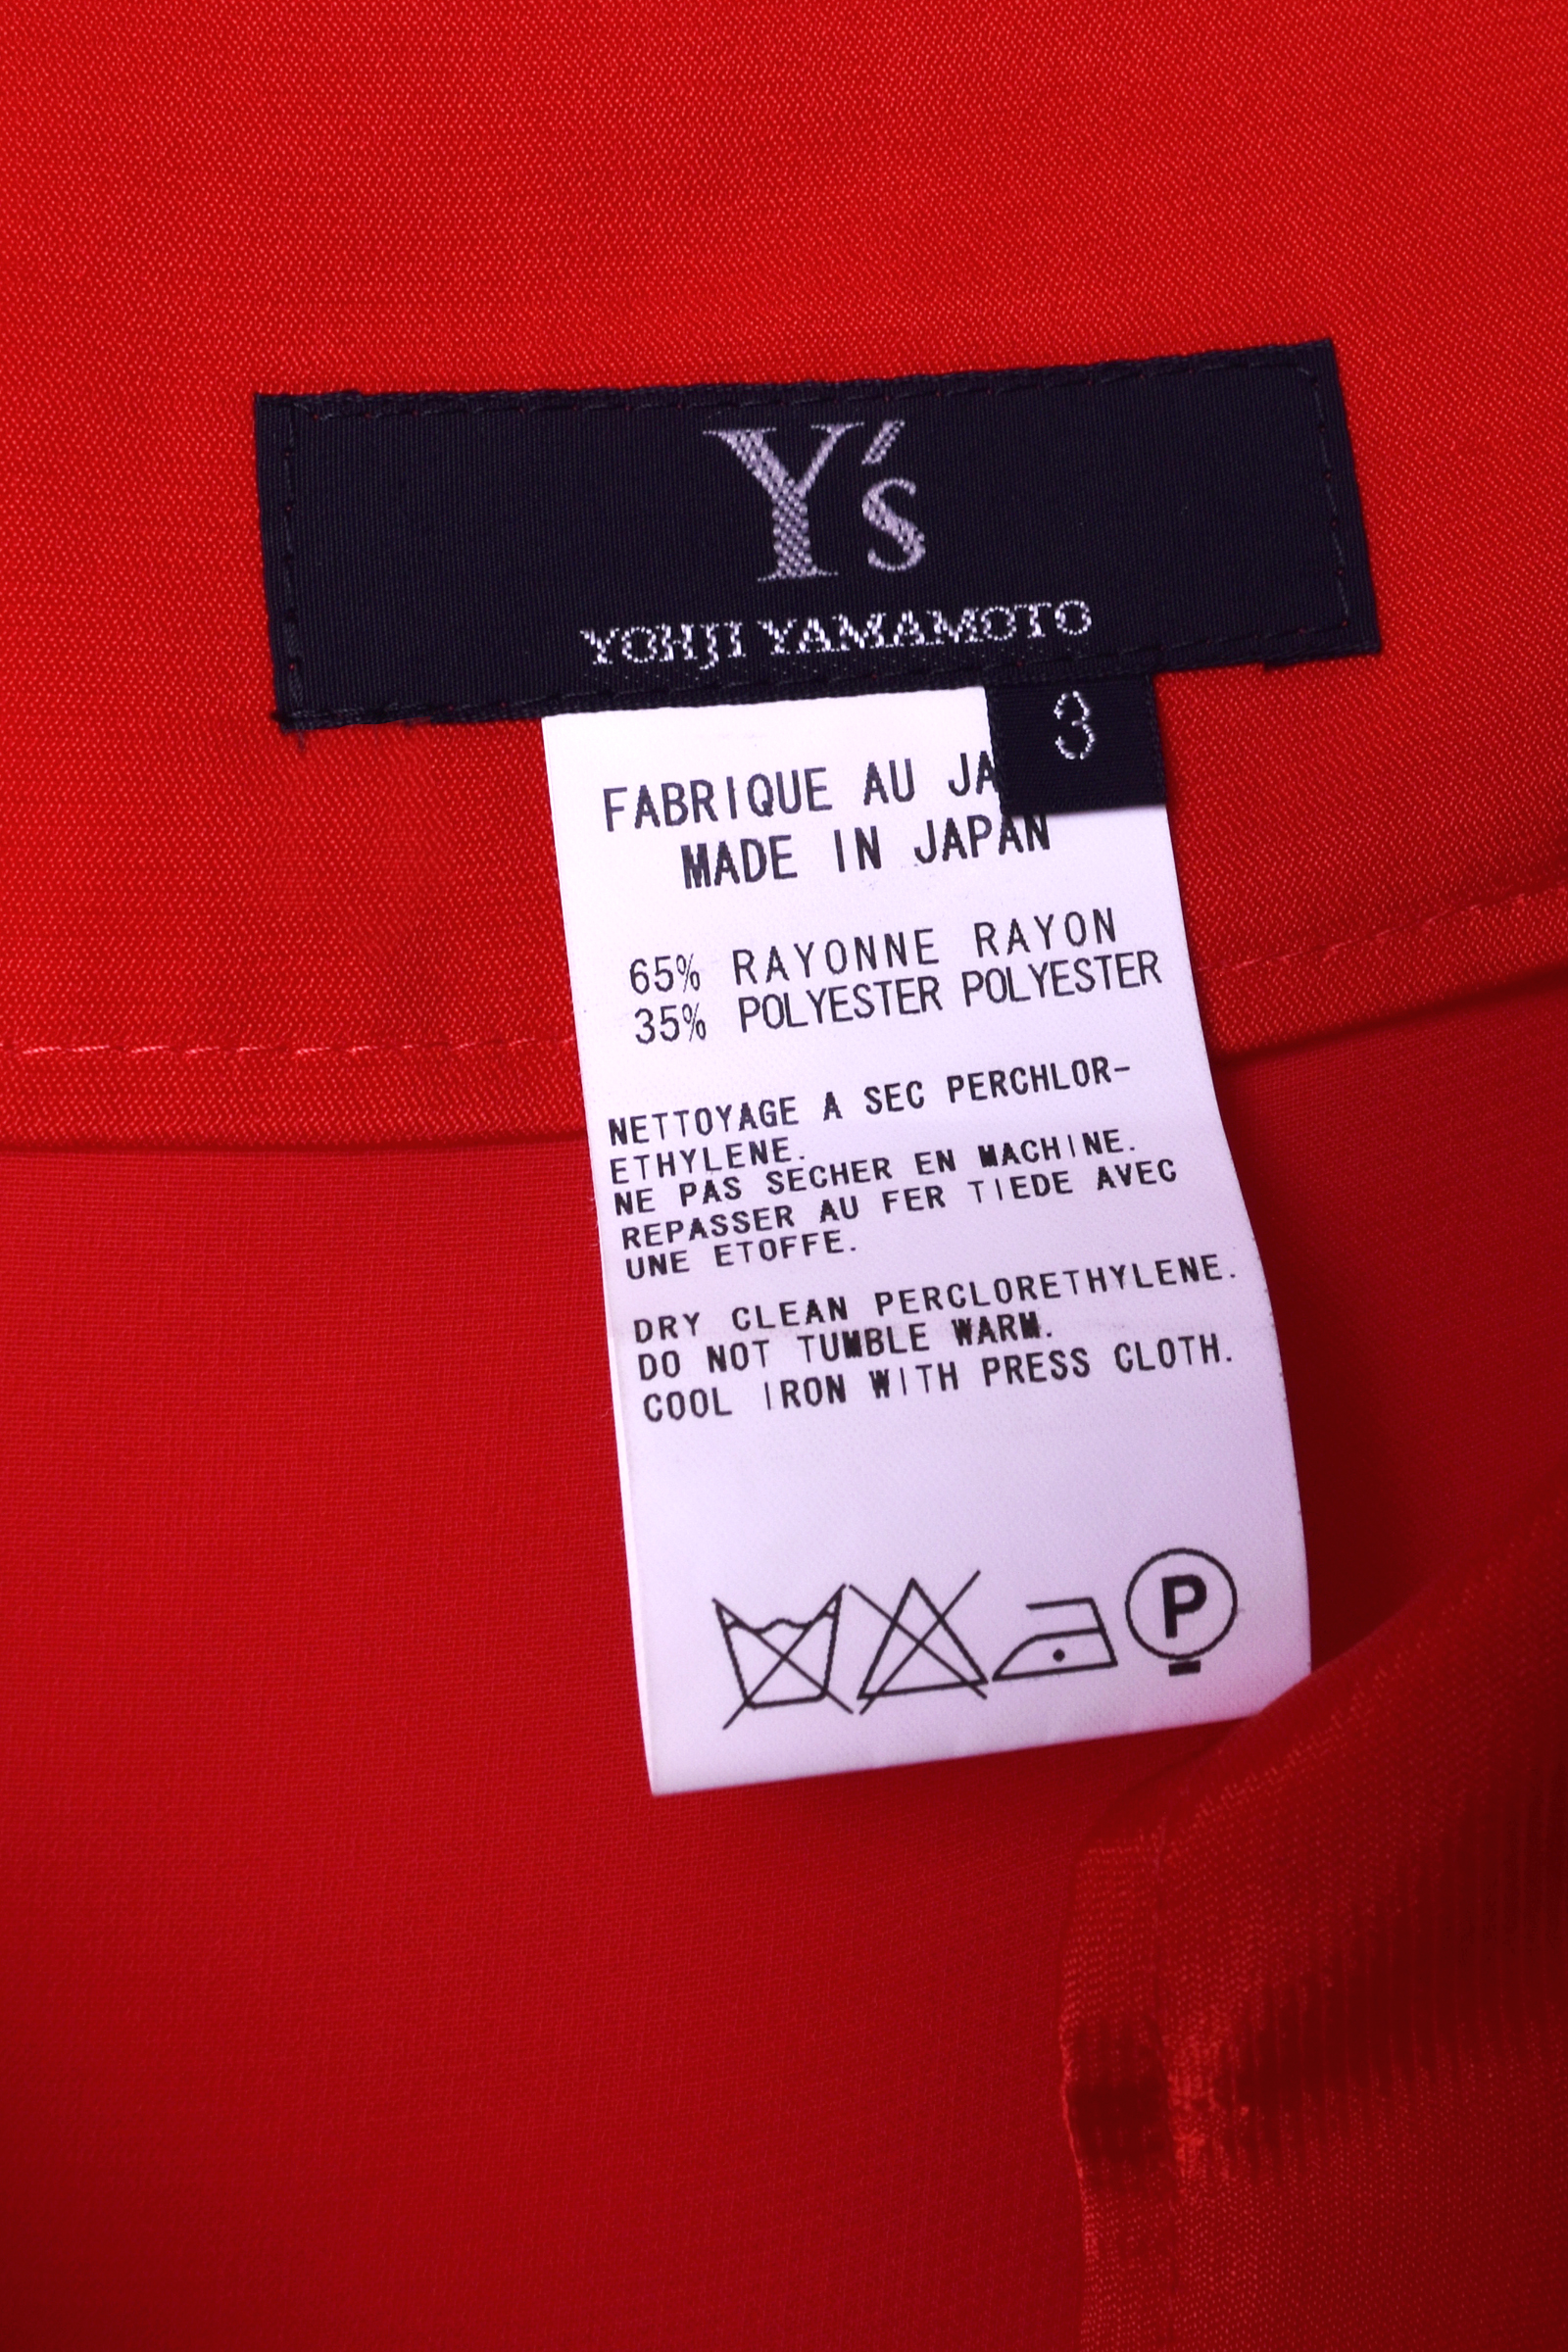 Y's
YOHJI YAMAMOTO
3
FABRIQUE AU JA
MADE IN JAPAN
65% RAYONNE RAYON
35% POLYESTER POLYESTER
NETTOYAGE A SEC PERCHLOR-
ETHYLENE.
NE PAS SECHER EN MACHINE.
REPASSER AU FER TIEDE AVEC
UNE ETOFFE.
DRY CLEAN PERCLORETHYLENE.
DO NOT TUMBLE WARM.
COOL IRON WITH PRESS CLOTH.
P